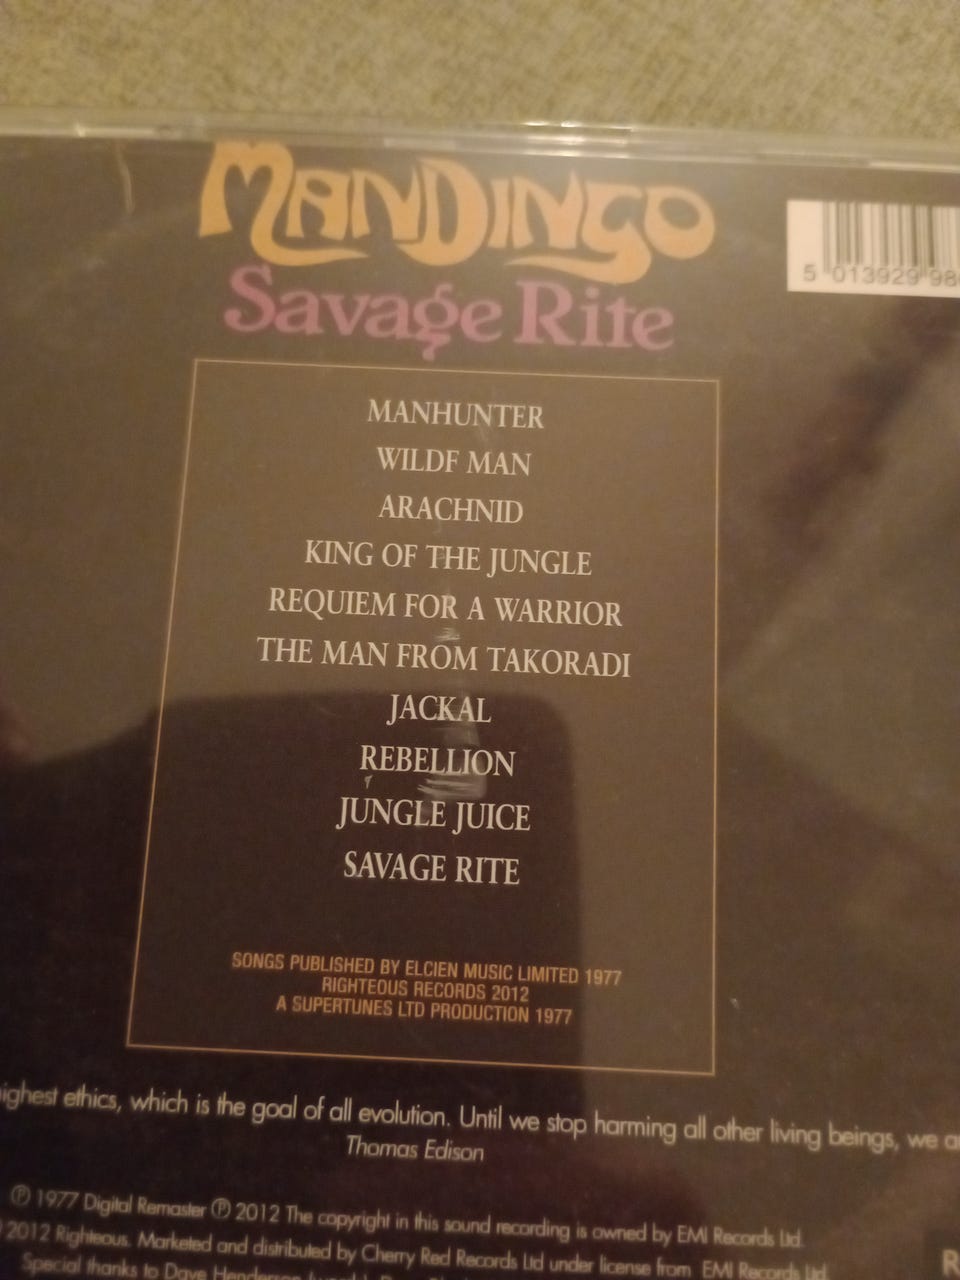 MANDINGO
Savage Rite
5 013929 98
MANHUNTER
WILDF MAN
ARACHNID
KING OF THE JUNGLE
REQUIEM FOR A WARRIOR
THE MAN FROM TAKORADI
JACKAL
REBELLION
JUNGLE JUICE
SAVAGE RITE
SONGS PUBLISHED BY ELCIEN MUSIC LIMITED 1977
RIGHTEOUS RECORDS 2012
A SUPERTUNES LTD PRODUCTION 1977
ighest ethics, which is the goal of all evolution. Until we stop harming all other living beings, we a
Thomas Edison
℗ 1977 Digital Remaster ℗ 2012 The copyright in this sound recording is owned by EMI Records Ltd.
2012 Righteous. Marketed and distributed by Cherry Red Records Ltd under license from EMI Records Ltd
Special thanks to Dave Henderson